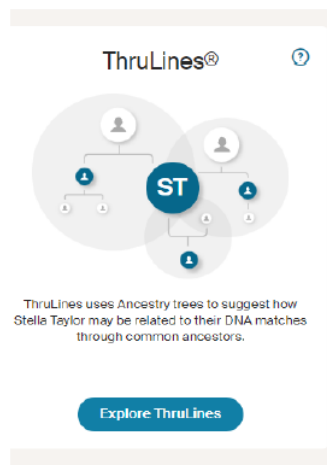 ThruLines®
?
ST
ThruLines uses Ancestry trees to suggest how
Stella Taylor may be related to their DNA matches
through common ancestors.
Explore ThruLines